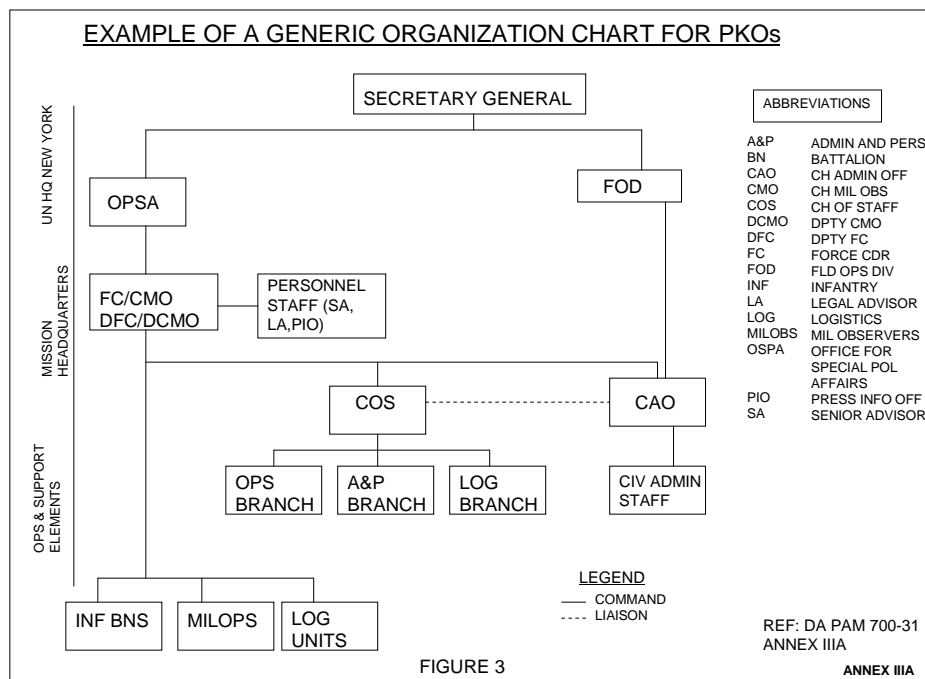 EXAMPLE OF A GENERIC ORGANIZATION CHART FOR PKOs
SECRETARY GENERAL
UN HQ NEW YORK
OPSA
FOD
MISSION
HEADQUARTERS
FC/CMO
DFC/DCMO
PERSONNEL
STAFF (SA,
LA,PIO)
COS
CAO
OPS & SUPPORT
ELEMENTS
OPS
BRANCH
A&P
BRANCH
LOG
BRANCH
CIV ADMIN
STAFF
INF BNS
MILOPS
LOG
UNITS
ABBREVIATIONS
A&P ADMIN AND PERS
BN BATTALION
CAO CH ADMIN OFF
CMO CH MIL OBS
COS CH OF STAFF
DCMO DPTY CMO
DFC DPTY FC
FC FORCE CDR
FOD FLD OPS DIV
INF INFANTRY
LA LEGAL ADVISOR
LOG LOGISTICS
MILOBS MIL OBSERVERS
OSPA OFFICE FOR
SPECIAL POL
AFFAIRS
PIO PRESS INFO OFF
SA SENIOR ADVISOR
LEGEND
COMMAND
LIAISON
REF: DA PAM 700-31
ANNEX IIIA
FIGURE 3
ANNEX IIIA